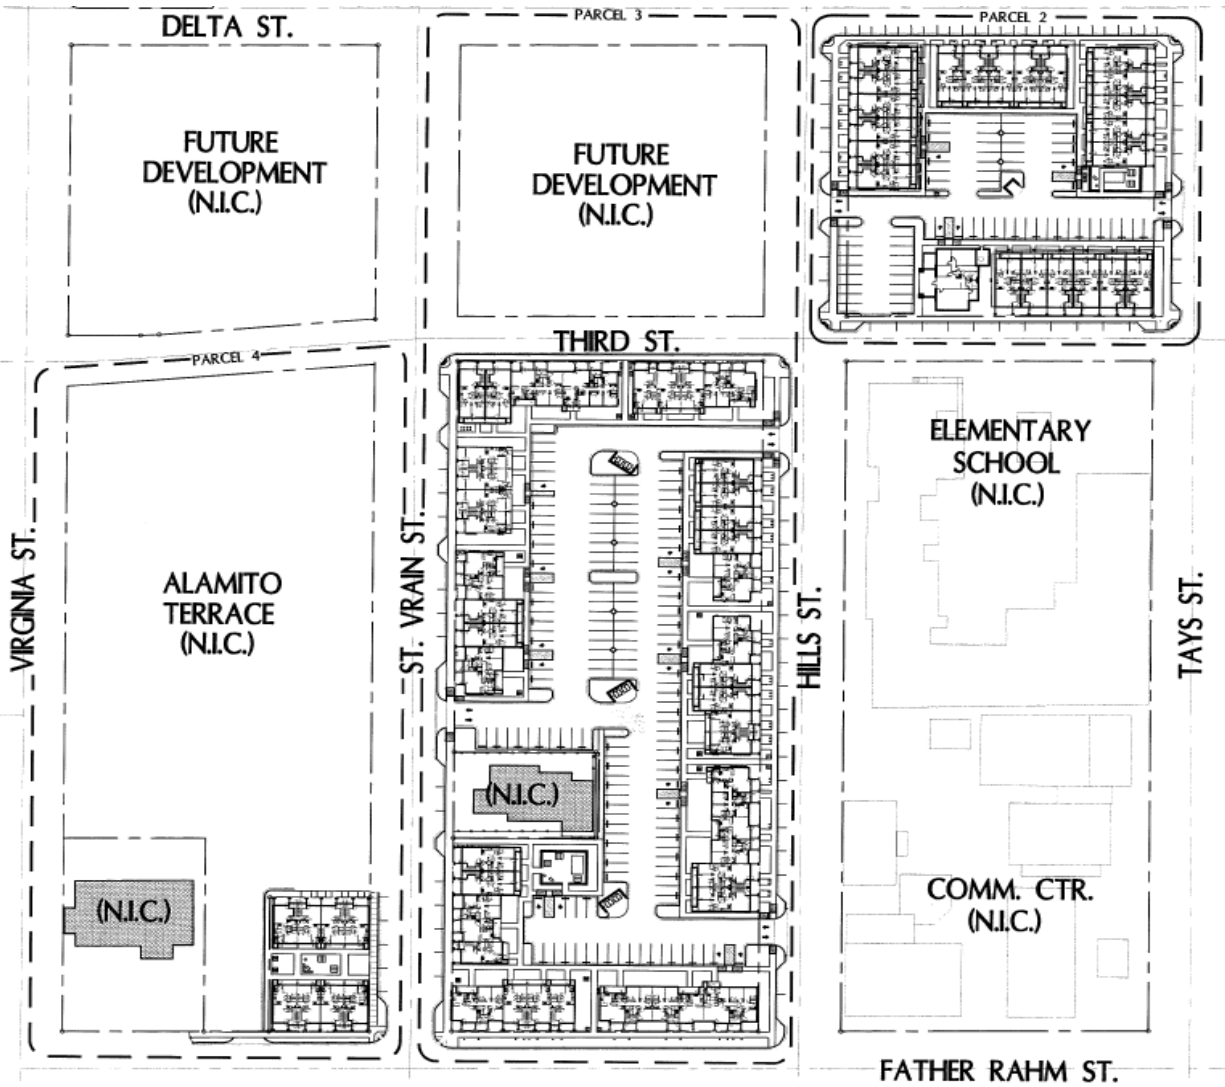 DELTA ST.
PARCEL 3
PARCEL 2
FUTURE
DEVELOPMENT
(N.I.C.)
FUTURE
DEVELOPMENT
(N.I.C.)
THIRD ST.
PARCEL 4
ELEMENTARY
SCHOOL
(N.I.C.)
VIRGINIA ST.
ALAMITO
TERRACE
(N.I.C.)
ST. VRAIN ST.
HILLS ST.
TAYS ST.
(N.I.C.)
(N.I.C.)
COMM. CTR.
(N.I.C.)
FATHER RAHM ST.